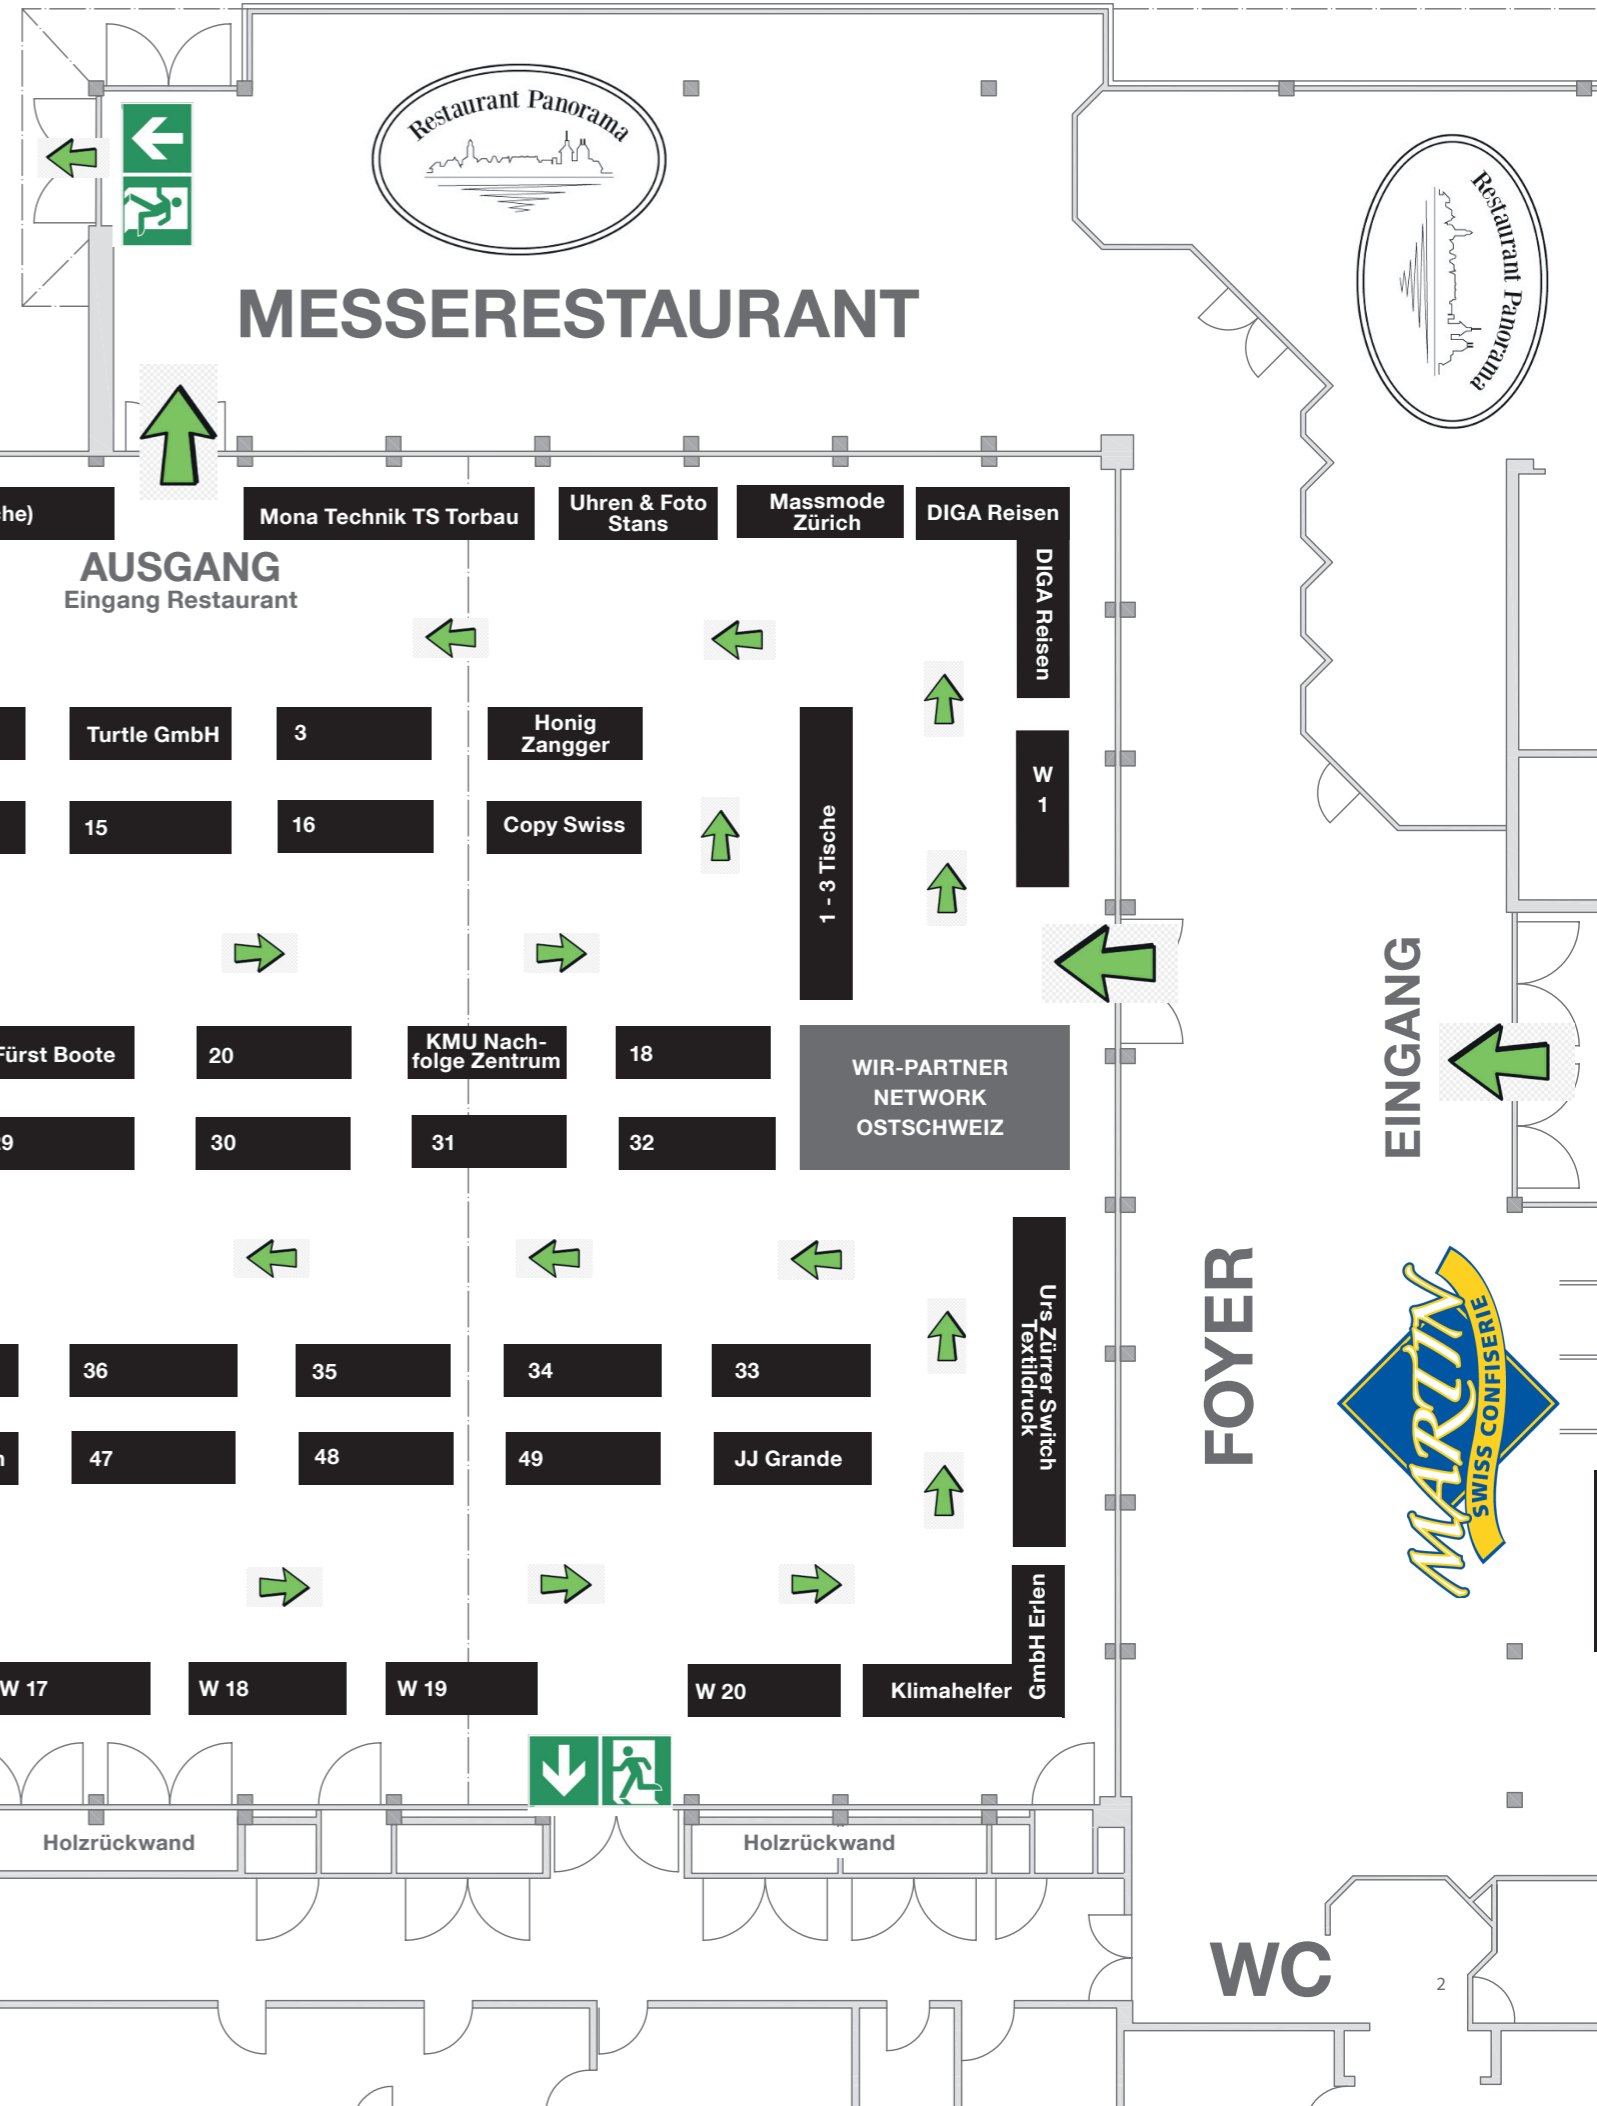 Restaurant Panorama
Restaurant Panorama
MESSERESTAURANT
che)
Mona Technik TS Torbau
Uhren & Foto
Stans
Massmode
Zürich
DIGA Reisen
DIGA Reisen
AUSGANG
Eingang Restaurant
Turtle GmbH
3
Honig
Zangger
W
1
15
16
Copy Swiss
1 - 3 Tische
EINGANG
Fürst Boote
20
KMU Nach-
folge Zentrum
18
WIR-PARTNER
NETWORK
OSTSCHWEIZ
29
30
31
32
FOYER
Urs Zürrer Switch
Textildruck
MARTIN
SWISS CONFISERIE
36
35
34
33
47
48
49
JJ Grande
W 17
W 18
W 19
W 20
Klimahelfer
GmbH Erlen
Holzrückwand
Holzrückwand
WC
2